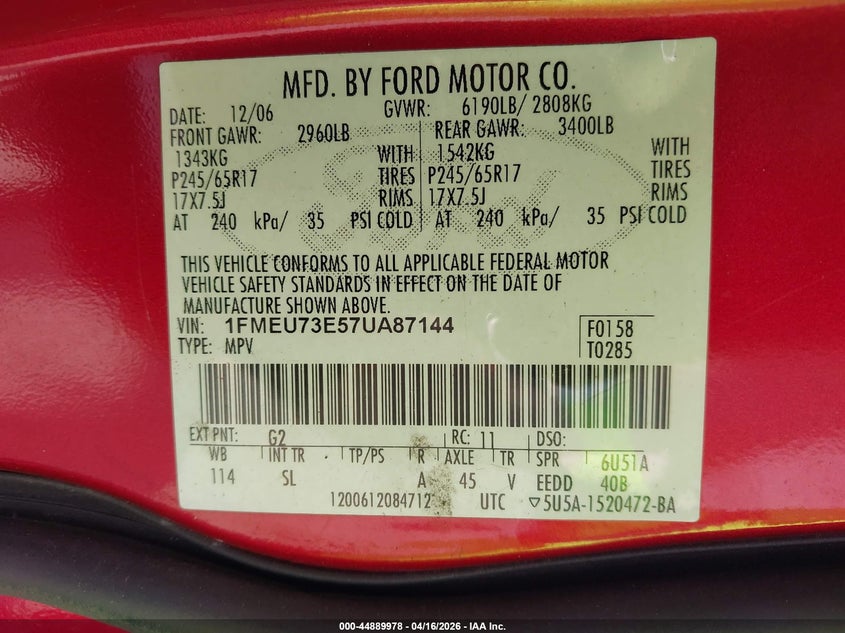 MFD. BY FORD MOTOR CO.
DATE: 12/06 GVWR: 6190LB/ 2808KG
FRONT GAWR: 2960LB REAR GAWR: 3400LB
1343KG WITH 1542KG WITH
P245/65R17 TIRES P245/65R17 TIRES
17X7.5J RIMS 17X7.5J RIMS
AT 240 kPa/ 35 PSI COLD AT 240 kPa/ 35 PSI COLD
THIS VEHICLE CONFORMS TO ALL APPLICABLE FEDERAL MOTOR
VEHICLE SAFETY STANDARDS IN EFFECT ON THE DATE OF
MANUFACTURE SHOWN ABOVE.
VIN: 1FMEU73E57UA87144 F0158
TYPE: MPV T0285
EXT PNT: G2 RC: 11 DSO:
WB INT TR TP/PS R AXLE TR SPR 6U51A
114 SL A 45 V EEDD 40B
1200612084712 UTC ▽5U5A-1520472-BA
000-44889978 - 04/16/2026 - IAA Inc.